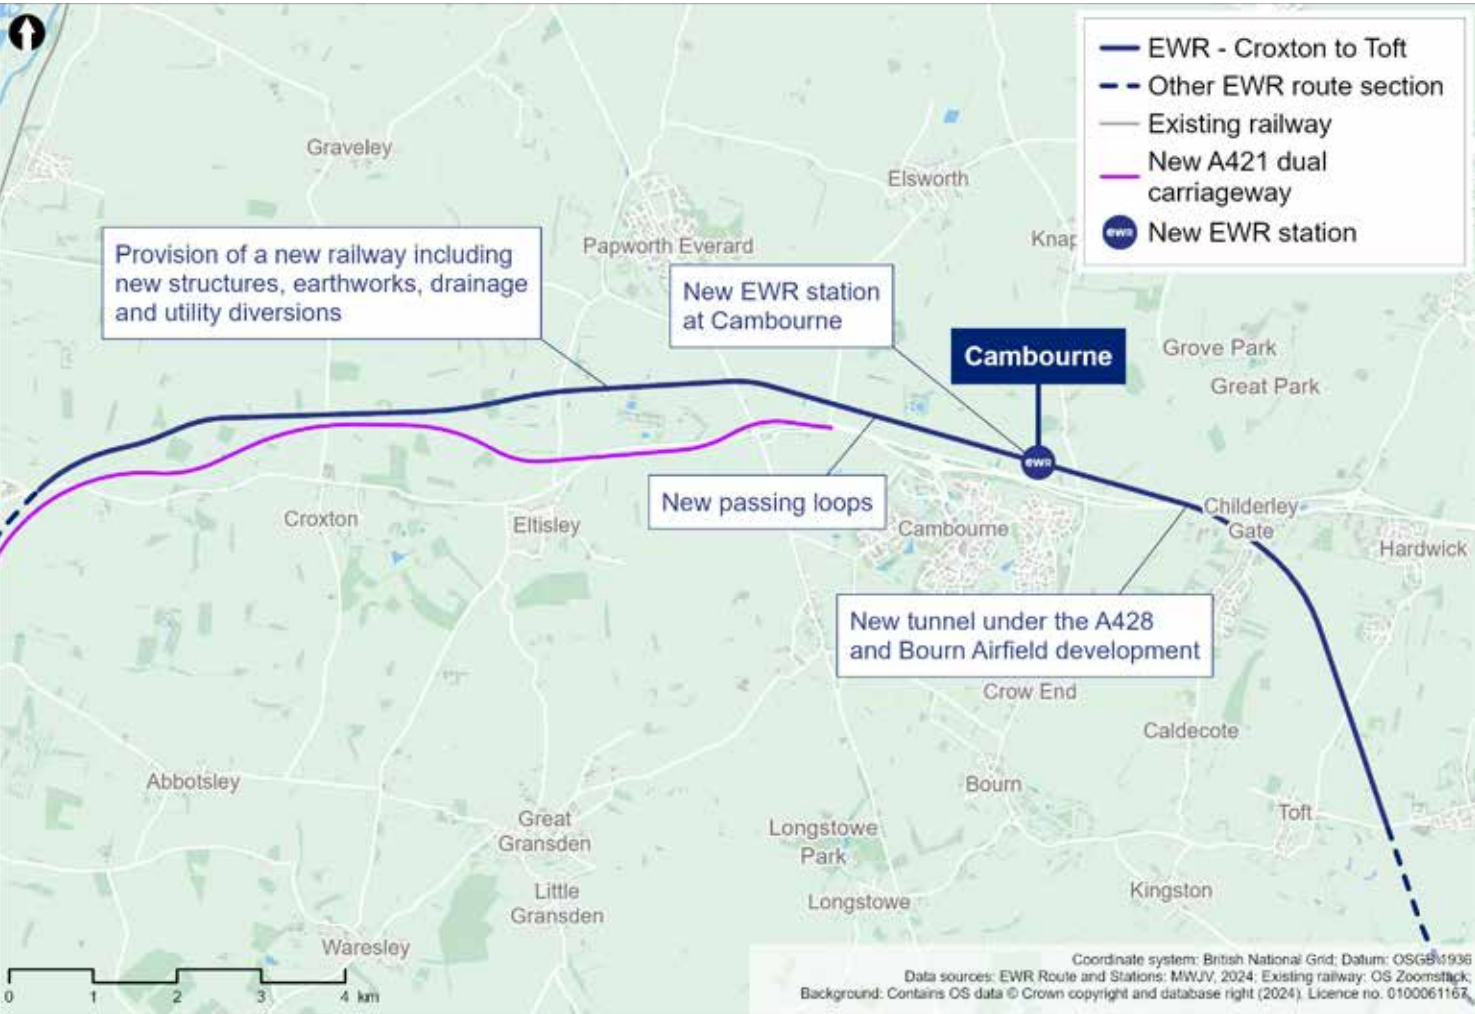 EWR - Croxton to Toft
Other EWR route section
Existing railway
New A421 dual
carriageway
ewr
New EWR station
Graveley
Elsworth
Papworth Everard
Knap
Provision of a new railway including
new structures, earthworks, drainage
and utility diversions
New EWR station
at Cambourne
Cambourne
Grove Park
Great Park
ewr
New passing loops
Croxton
Eltisley
Cambourne
Childerley
Gate
Hardwick
New tunnel under the A428
and Bourn Airfield development
Crow End
Caldecote
Abbotsley
Bourn
Great
Gransden
Longstowe
Park
Toft
Little
Gransden
Longstowe
Kingston
Waresley
0 1 2 3 4 km
Coordinate system: British National Grid; Datum: OSGB 1936
Data sources: EWR Route and Stations: MWJV, 2024; Existing railway: OS Zoomstack;
Background: Contains OS data © Crown copyright and database right (2024). Licence no. 0100061167